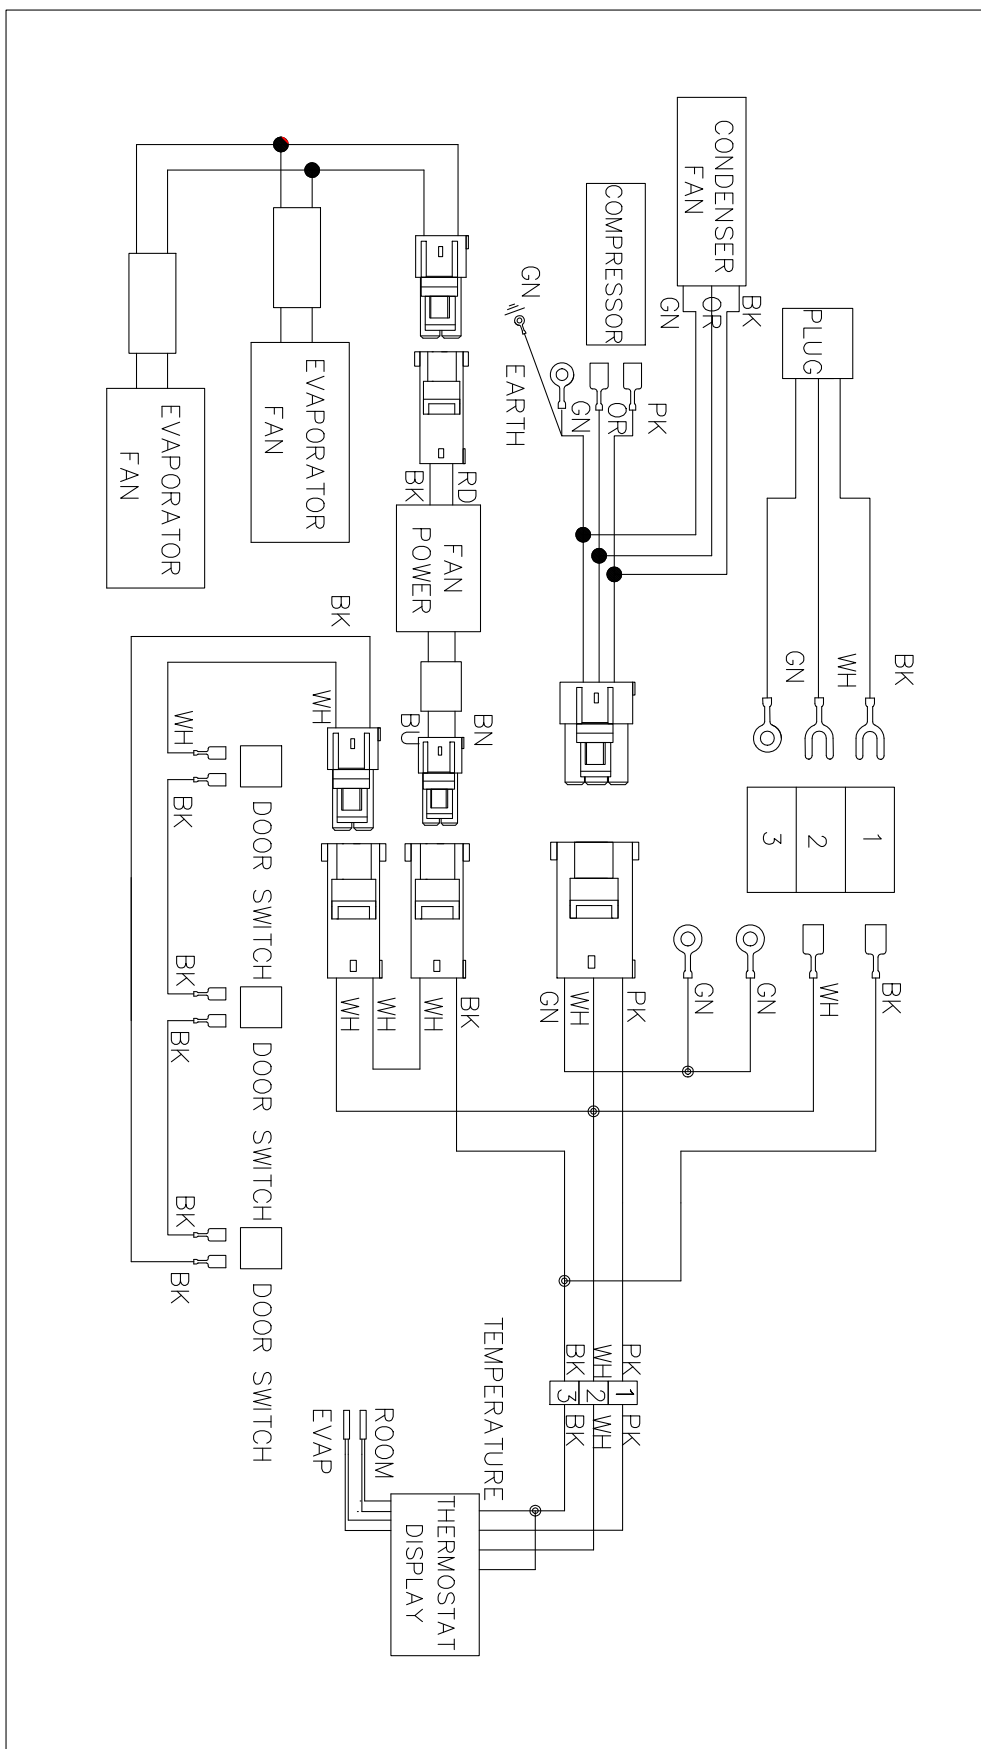 CONDENSER
FAN
BK
OR
GN
PLUG
BK
WH
GN
1
2
3
BK
WH
GN
GN
COMPRESSOR
PK
OR
GN
GN
EARTH
PK
WH
GN
RD
BK
FAN
POWER
BN
BU
BK
WH
BK
WH
WH
WH
EVAPORATOR
FAN
EVAPORATOR
FAN
WH
BK
DOOR SWITCH
BK
BK
DOOR SWITCH
BK
BK
DOOR SWITCH
PK
WH
BK
1
2
3
PK
WH
BK
TEMPERATURE
THERMOSTAT
DISPLAY
ROOM
EVAP